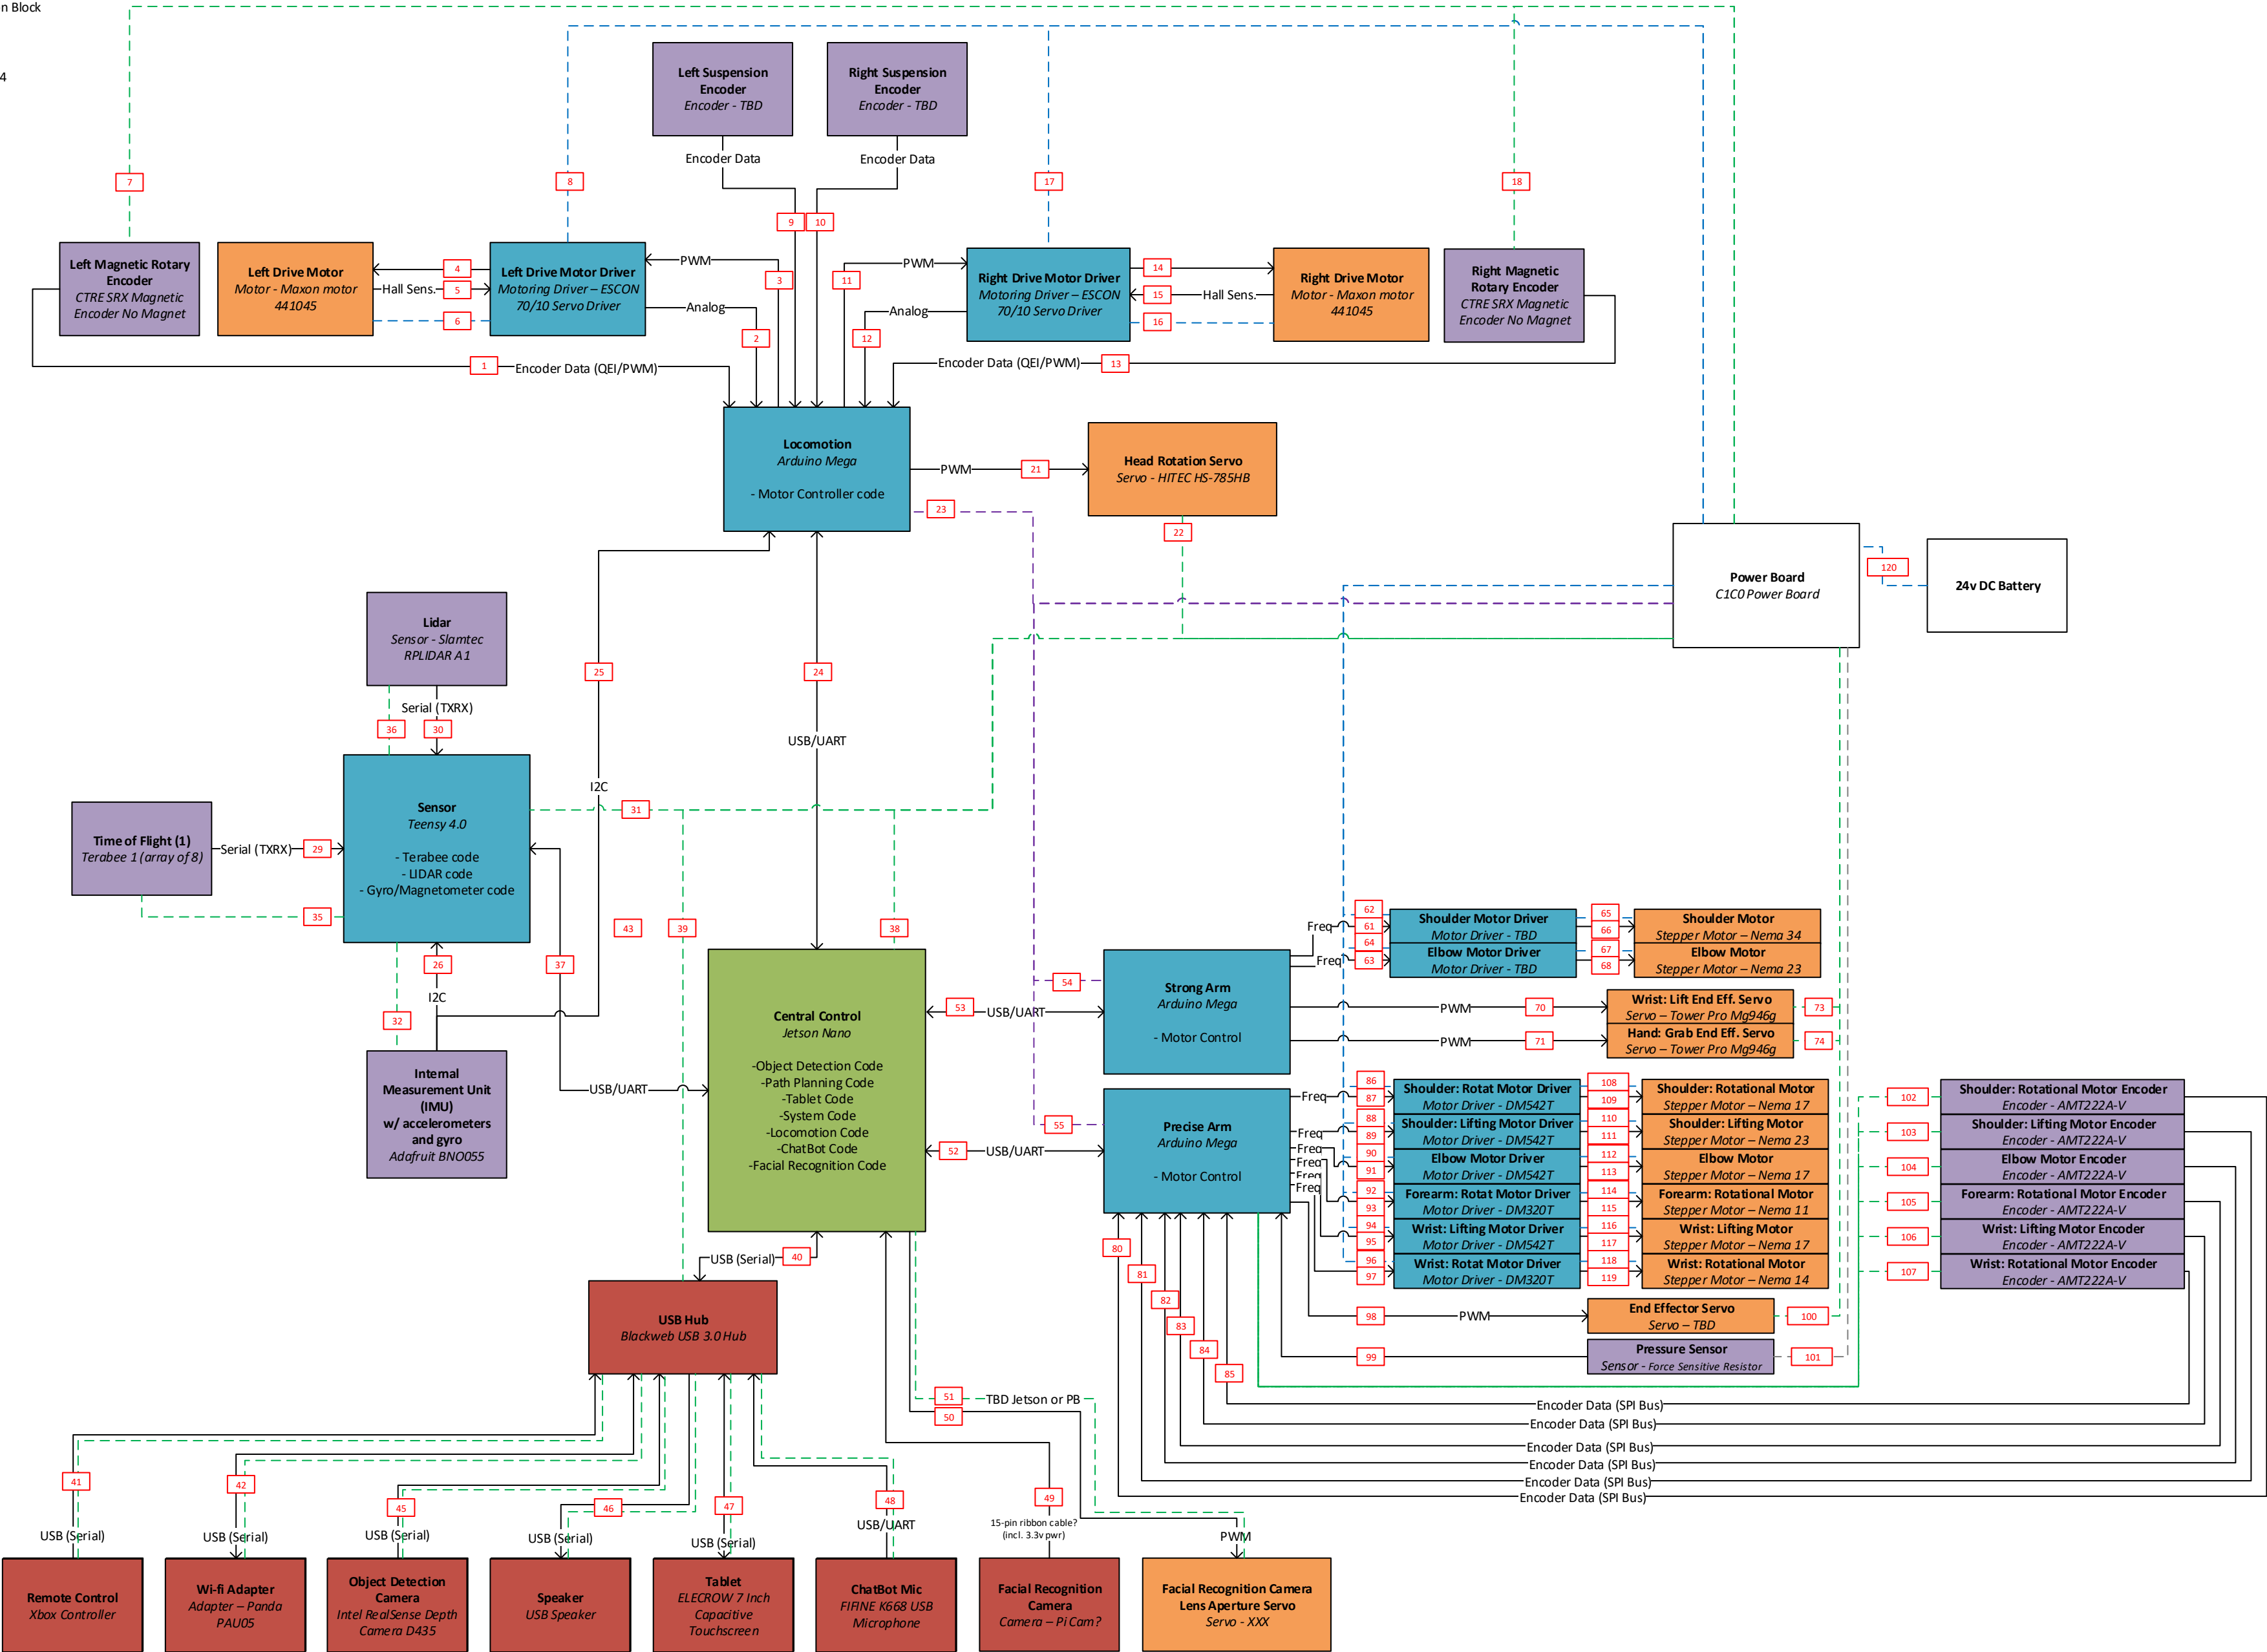 n Block
4
Left Suspension
Encoder
Encoder - TBD
Right Suspension
Encoder
Encoder - TBD
Encoder Data
Encoder Data
7
8
17
18
9
10
Left Magnetic Rotary
Encoder
CTRE SRX Magnetic
Encoder No Magnet
Left Drive Motor
Motor - Maxon motor
441045
4
Hall Sens.
5
6
Left Drive Motor Driver
Motoring Driver – ESCON
70/10 Servo Driver
PWM
3
Analog
2
PWM
11
Analog
12
Right Drive Motor Driver
Motoring Driver – ESCON
70/10 Servo Driver
14
15
Hall Sens.
16
Right Drive Motor
Motor - Maxon motor
441045
Right Magnetic
Rotary Encoder
CTRE SRX Magnetic
Encoder No Magnet
1
Encoder Data (QEI/PWM)
Encoder Data (QEI/PWM)
13
Locomotion
Arduino Mega
- Motor Controller code
PWM
21
Head Rotation Servo
Servo - HITEC HS-785HB
23
22
Power Board
C1C0 Power Board
120
24v DC Battery
Lidar
Sensor - Slamtec
RPLIDAR A1
25
24
Serial (TXRX)
36
30
USB/UART
I2C
Sensor
Teensy 4.0
- Terabee code
- LIDAR code
- Gyro/Magnetometer code
31
Time of Flight (1)
Terabee 1 (array of 8)
Serial (TXRX)
29
35
43
39
38
26
37
I2C
32
Internal
Measurement Unit
(IMU)
w/ accelerometers
and gyro
Adafruit BNO055
USB/UART
Central Control
Jetson Nano
-Object Detection Code
-Path Planning Code
-Tablet Code
-System Code
-Locomotion Code
-ChatBot Code
-Facial Recognition Code
53
USB/UART
52
USB/UART
54
55
Strong Arm
Arduino Mega
- Motor Control
Precise Arm
Arduino Mega
- Motor Control
Freq
Freq
62
61
64
63
Shoulder Motor Driver
Motor Driver - TBD
Elbow Motor Driver
Motor Driver - TBD
65
66
67
68
Shoulder Motor
Stepper Motor – Nema 34
Elbow Motor
Stepper Motor – Nema 23
PWM
70
Wrist: Lift End Eff. Servo
Servo – Tower Pro Mg946g
73
PWM
71
Hand: Grab End Eff. Servo
Servo – Tower Pro Mg946g
74
Freq
Freq
Freq
Freq
Freq
Freq
86
87
88
89
90
91
92
93
94
95
96
97
Shoulder: Rotat Motor Driver
Motor Driver - DM542T
Shoulder: Lifting Motor Driver
Motor Driver - DM542T
Elbow Motor Driver
Motor Driver - DM542T
Forearm: Rotat Motor Driver
Motor Driver - DM320T
Wrist: Lifting Motor Driver
Motor Driver - DM542T
Wrist: Rotat Motor Driver
Motor Driver - DM320T
108
109
110
111
112
113
114
115
116
117
118
119
Shoulder: Rotational Motor
Stepper Motor – Nema 17
Shoulder: Lifting Motor
Stepper Motor – Nema 23
Elbow Motor
Stepper Motor – Nema 17
Forearm: Rotational Motor
Stepper Motor – Nema 11
Wrist: Lifting Motor
Stepper Motor – Nema 17
Wrist: Rotational Motor
Stepper Motor – Nema 14
102
103
104
105
106
107
Shoulder: Rotational Motor Encoder
Encoder - AMT222A-V
Shoulder: Lifting Motor Encoder
Encoder - AMT222A-V
Elbow Motor Encoder
Encoder - AMT222A-V
Forearm: Rotational Motor Encoder
Encoder - AMT222A-V
Wrist: Lifting Motor Encoder
Encoder - AMT222A-V
Wrist: Rotational Motor Encoder
Encoder - AMT222A-V
98
PWM
End Effector Servo
Servo – TBD
100
99
Pressure Sensor
Sensor - Force Sensitive Resistor
101
80
81
82
83
84
85
Encoder Data (SPI Bus)
Encoder Data (SPI Bus)
Encoder Data (SPI Bus)
Encoder Data (SPI Bus)
Encoder Data (SPI Bus)
Encoder Data (SPI Bus)
USB (Serial)
40
USB Hub
Blackweb USB 3.0 Hub
51
TBD Jetson or PB
50
41
42
45
46
47
48
49
USB (Serial)
USB (Serial)
USB (Serial)
USB (Serial)
USB (Serial)
USB/UART
15-pin ribbon cable?
(incl. 3.3v pwr)
PWM
Remote Control
Xbox Controller
Wi-fi Adapter
Adapter – Panda
PAU05
Object Detection
Camera
Intel RealSense Depth
Camera D435
Speaker
USB Speaker
Tablet
ELECROW 7 Inch
Capacitive
Touchscreen
ChatBot Mic
FIFINE K668 USB
Microphone
Facial Recognition
Camera
Camera – Pi Cam?
Facial Recognition Camera
Lens Aperture Servo
Servo - XXX